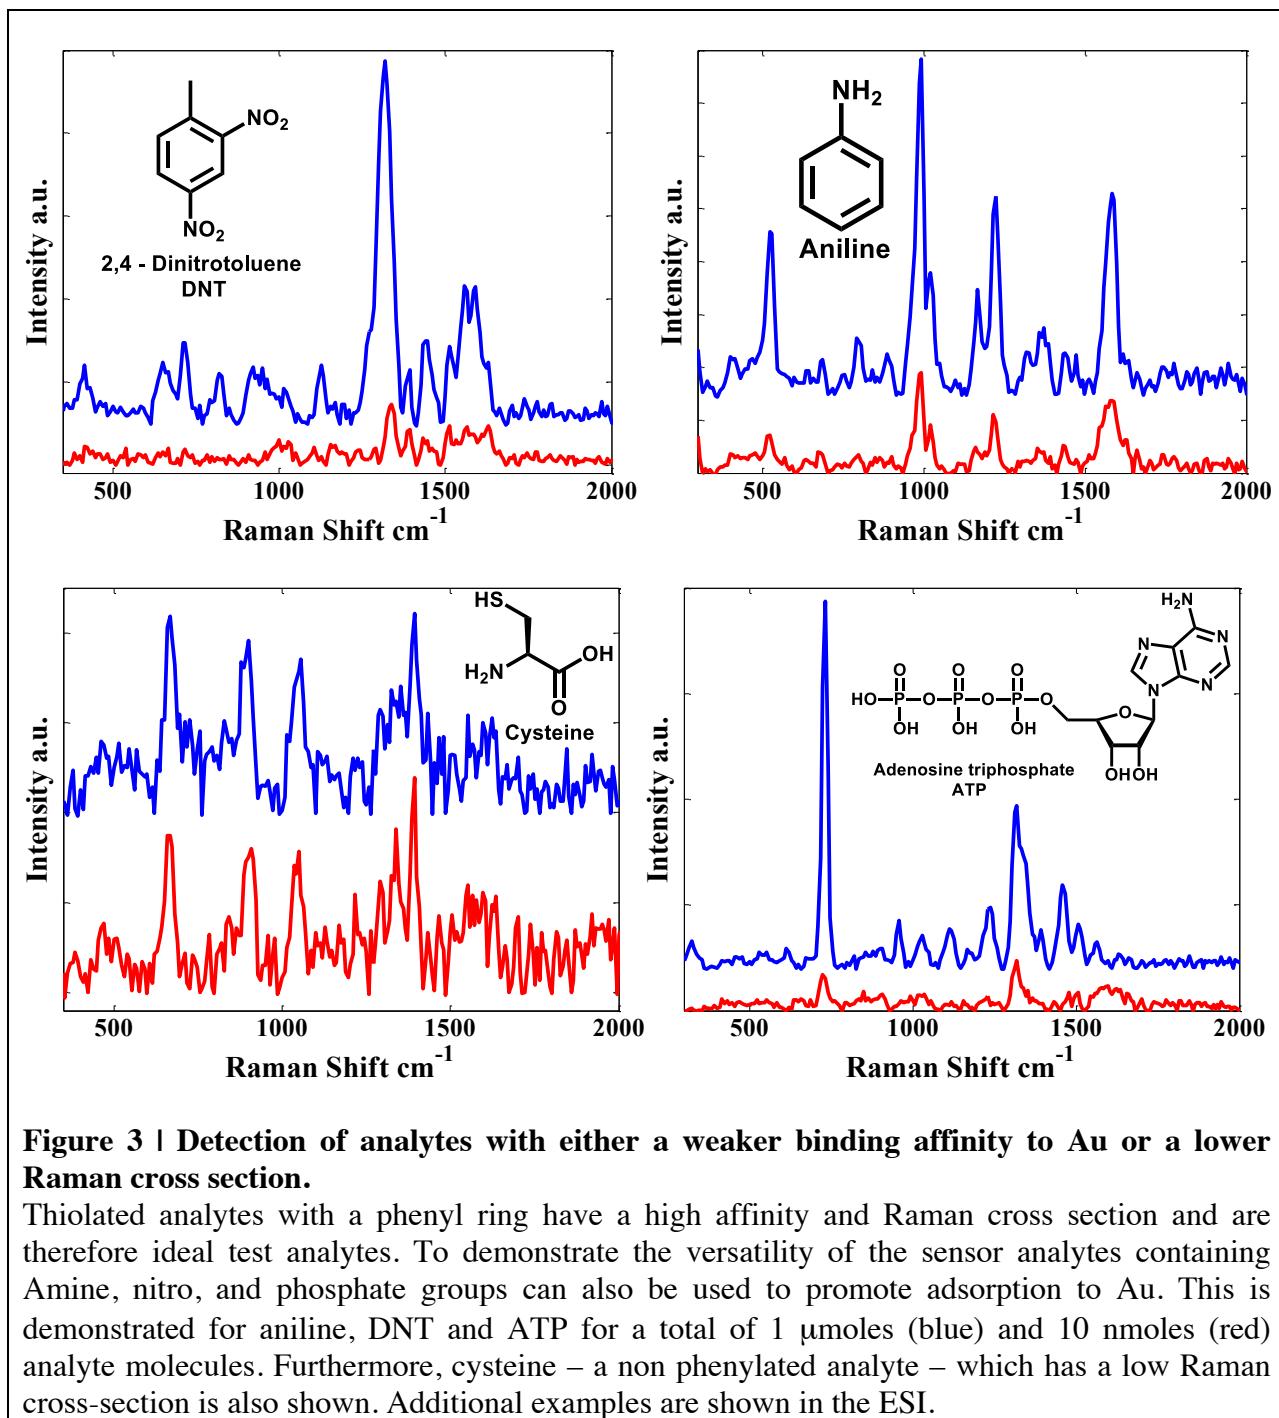 Intensity a.u.
NO2
NO2
2,4 - Dinitrotoluene
DNT
500
1000
1500
2000
Raman Shift cm-1
Intensity a.u.
NH2
Aniline
500
1000
1500
2000
Raman Shift cm-1
Intensity a.u.
HS
H2N
OH
O
Cysteine
500
1000
1500
2000
Raman Shift cm-1
Intensity a.u.
H2N
N
N
N
N
O
O
O
HO-P-O-P-O-P-O
OH
OH
OH
O
OH OH
Adenosine triphosphate
ATP
500
1000
1500
2000
Raman Shift cm-1
Figure 3 | Detection of analytes with either a weaker binding affinity to Au or a lower
Raman cross section.
Thiolated analytes with a phenyl ring have a high affinity and Raman cross section and are
therefore ideal test analytes. To demonstrate the versatility of the sensor analytes containing
Amine, nitro, and phosphate groups can also be used to promote adsorption to Au. This is
demonstrated for aniline, DNT and ATP for a total of 1 μmoles (blue) and 10 nmoles (red)
analyte molecules. Furthermore, cysteine – a non phenylated analyte – which has a low Raman
cross-section is also shown. Additional examples are shown in the ESI.